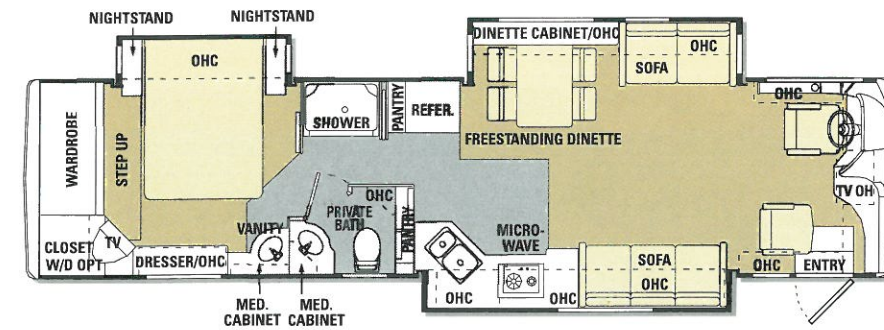 NIGHTSTAND
NIGHTSTAND
OHC
DINETTE CABINET/OHC
OHC
SOFA
OHC
WARDROBE
STEP UP
SHOWER
PANTRY
REFER.
FREESTANDING DINETTE
TV OH
OHC
PRIVATE
BATH
PANTRY
VANITY
MICRO-
WAVE
TV
CLOSET
W/D OPT
DRESSER/OHC
SOFA
OHC
OHC
ENTRY
OHC
OHC
MED.
CABINET
MED.
CABINET